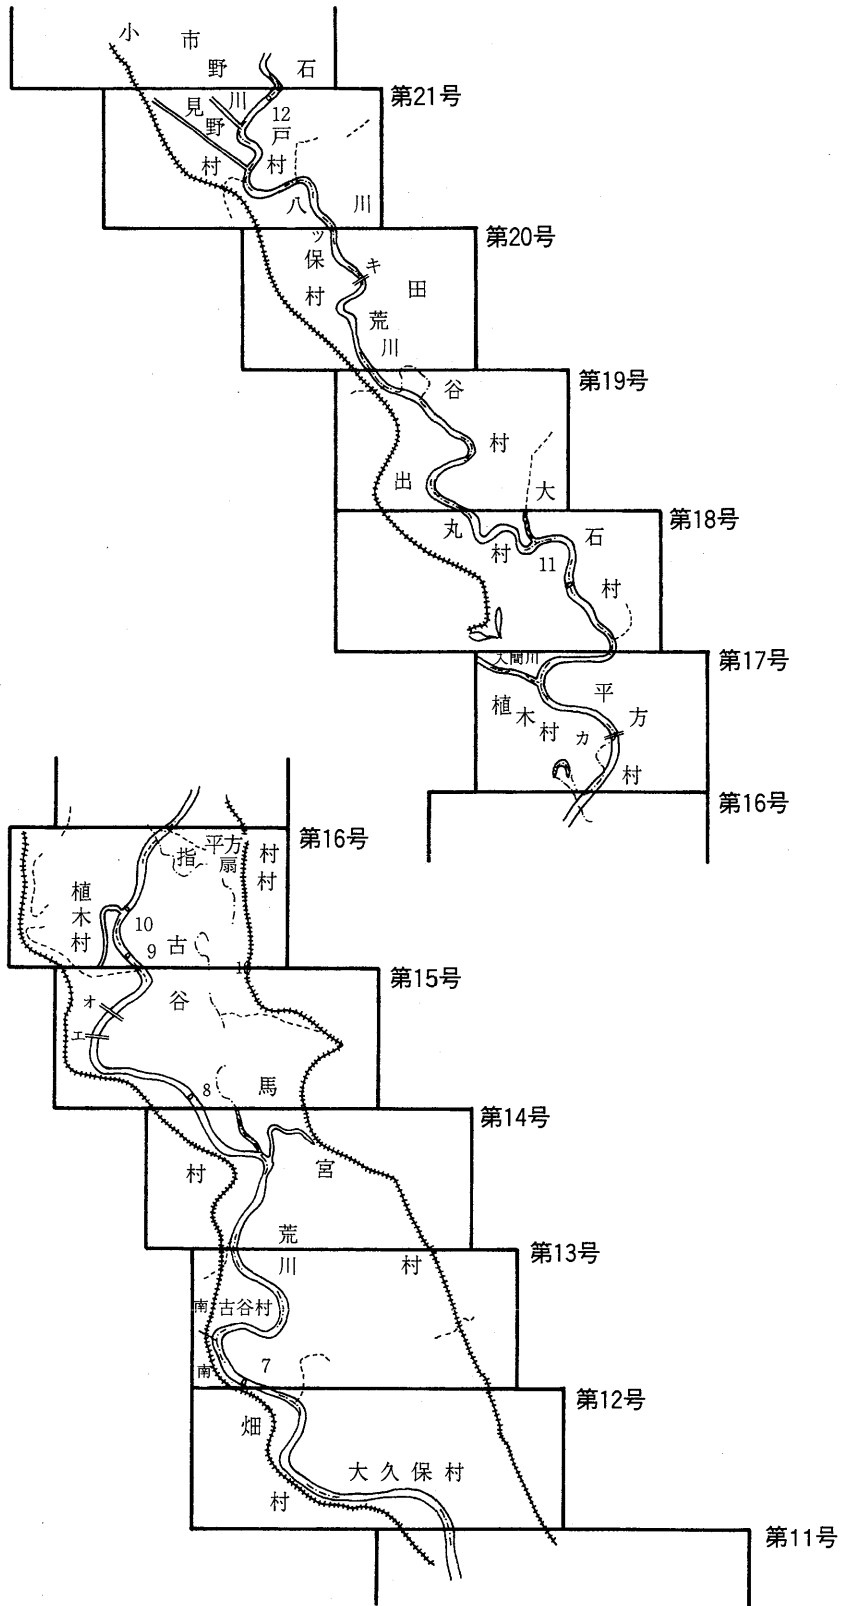 小市野川
石戸村
第21号
見野村
12
八ッ保村
川田谷村
第20号
キ
荒川
第19号
出丸村
大石村
第18号
11
第17号
入間川
植木村
平方村
カ
第16号
第16号
平方村
指扇村
植木村
10
9
古谷村
16
第15号
オ
エ
8
馬宮村
第14号
荒川
第13号
南古谷村
7
南畑村
第12号
大久保村
第11号